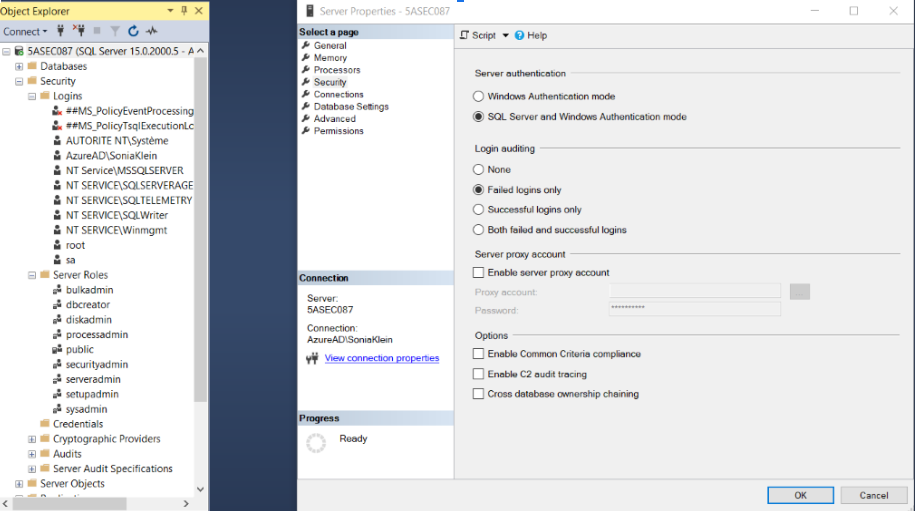 Object Explorer
Connect
5ASEC087 (SQL Server 15.0.2000.5 - A
Databases
Security
Logins
##MS_PolicyEventProcessing
##MS_PolicyTsqlExecutionLo
AUTORITE NT\Système
AzureAD\SoniaKlein
NT Service\MSSQLSERVER
NT SERVICE\SQLSERVERAGE
NT SERVICE\SQLTELEMETRY
NT SERVICE\SQLWriter
NT SERVICE\Winmgmt
root
sa
Server Roles
bulkadmin
dbcreator
diskadmin
processadmin
public
securityadmin
serveradmin
setupadmin
sysadmin
Credentials
Cryptographic Providers
Audits
Server Audit Specifications
Server Objects
Server Properties - 5ASEC087
Select a page
General
Memory
Processors
Security
Connections
Database Settings
Advanced
Permissions
Connection
Server:
5ASEC087
Connection:
AzureAD\SoniaKlein
View connection properties
Progress
Ready
Script
Help
Server authentication
Windows Authentication mode
SQL Server and Windows Authentication mode
Login auditing
None
Failed logins only
Successful logins only
Both failed and successful logins
Server proxy account
Enable server proxy account
Proxy account:
...
Password:
**********
Options
Enable Common Criteria compliance
Enable C2 audit tracing
Cross database ownership chaining
OK
Cancel